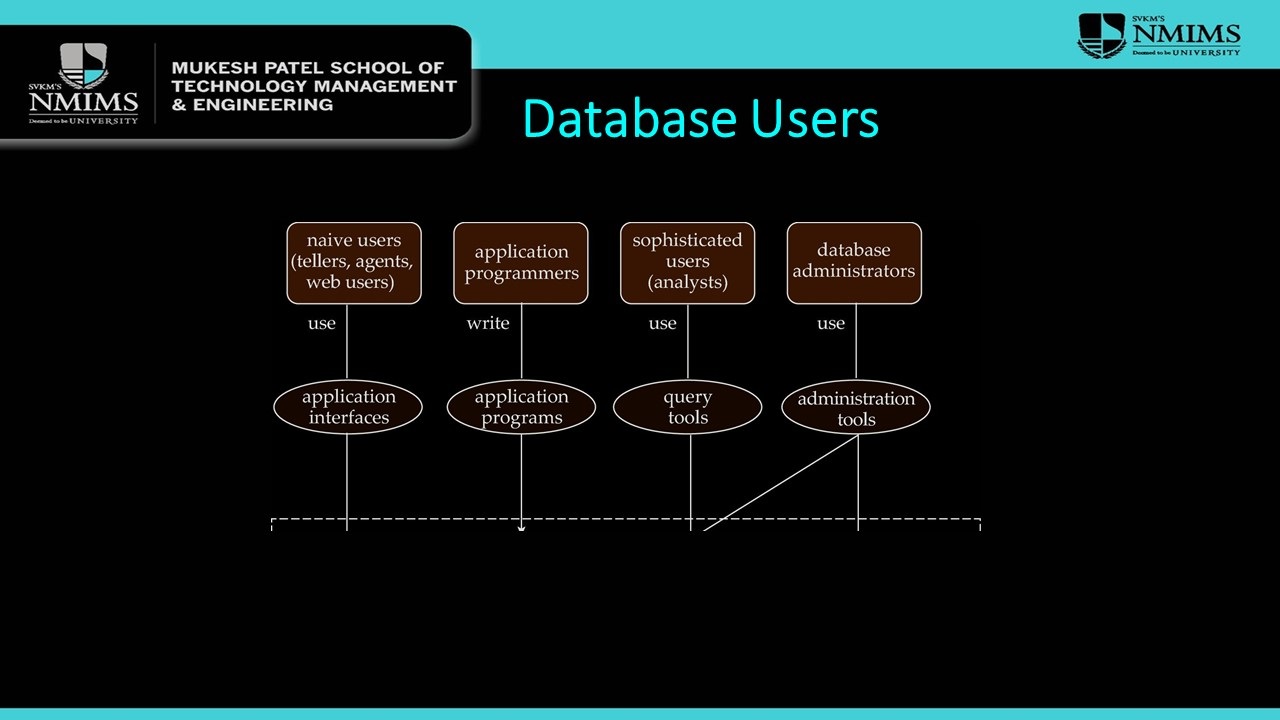 SVKM'S
NMIMS
Deemed to be UNIVERSITY
MUKESH PATEL SCHOOL OF
TECHNOLOGY MANAGEMENT
& ENGINEERING
SVKM'S
NMIMS
Deemed to be UNIVERSITY
Database Users
naive users
(tellers, agents,
web users)
application
programmers
sophisticated
users
(analysts)
database
administrators
use
write
use
use
application
interfaces
application
programs
query
tools
administration
tools